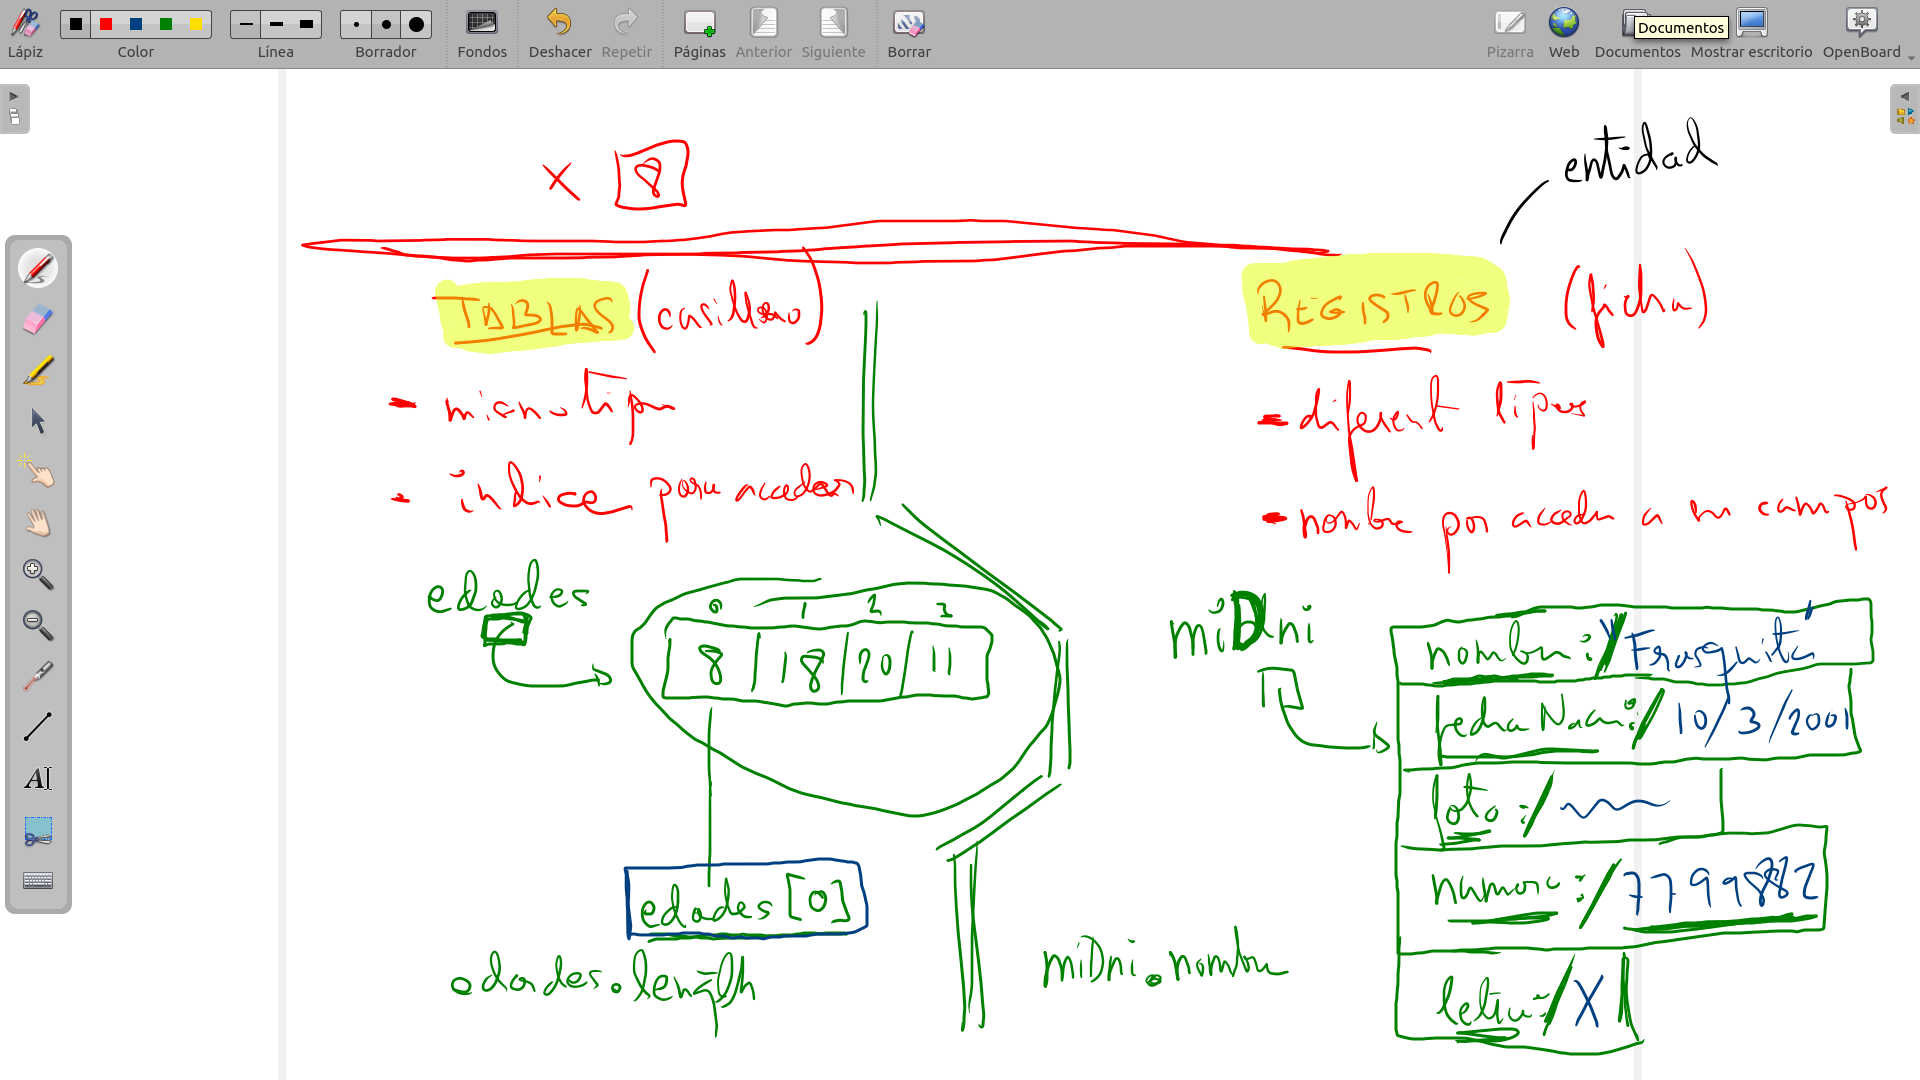 Lápiz Color Línea Borrador Fondos Deshacer Repetir Páginas Anterior Siguiente Borrar Pizarra Web Documentos Mostrar escritorio OpenBoard
Documentos
entidad
X 8
TABLAS (casillero)
REGISTROS (ficha)
- mismo tipo
- índice para acceder
- diferent tipos
- nombre por acceder a su campos
edades
0 1 2 3
8 18 20 11
edades [0]
edades.length
miDni
nombre: "Frasquita"
fecha Naci: 10/3/2001
foto:
numero: 7799882
letra: X
miDni.nombre
AI